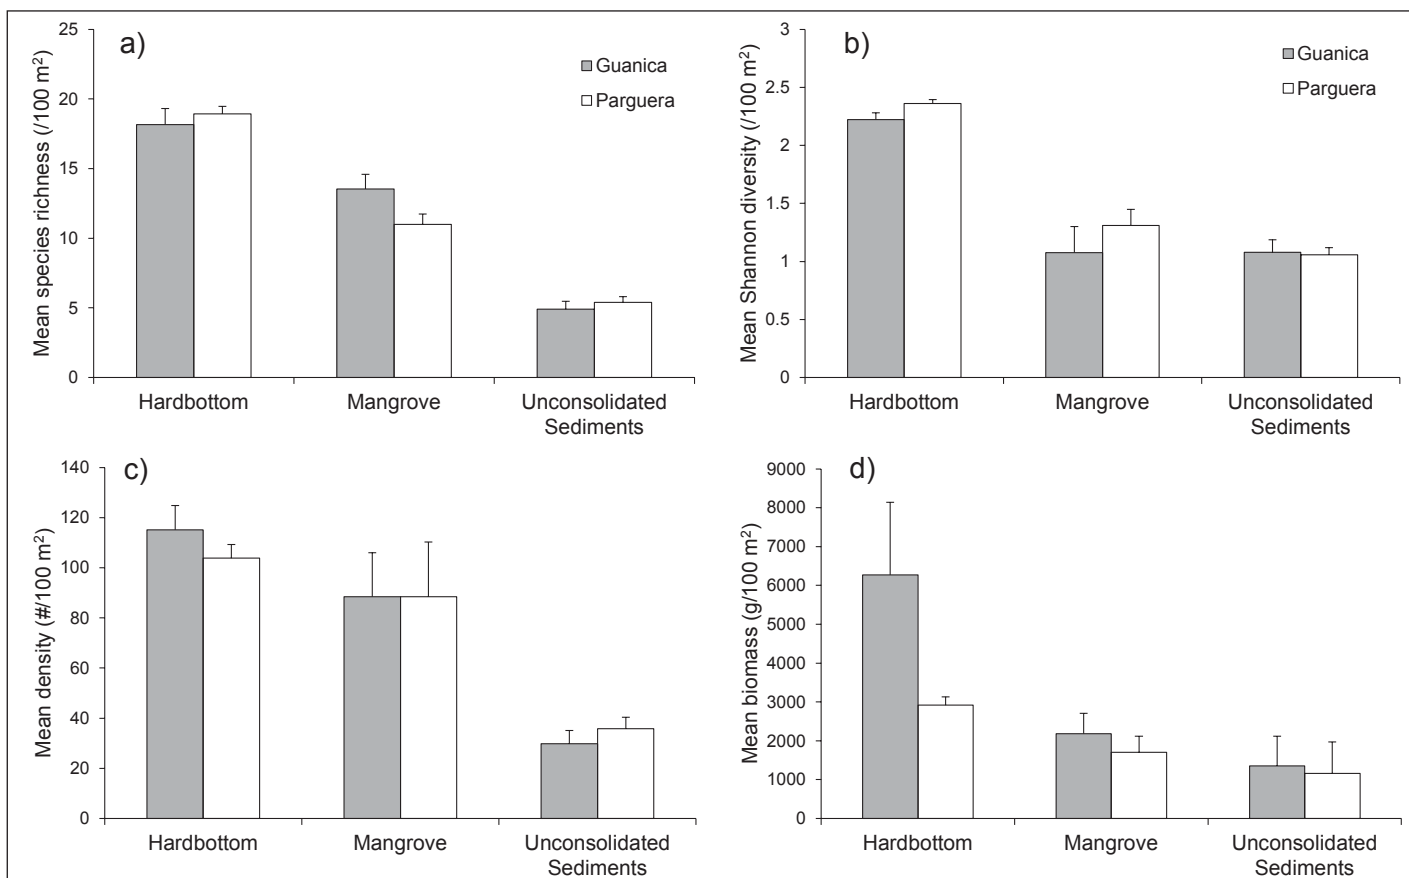 a)
Mean species richness (/100 m²)
25
20
15
10
5
0
Guanica
Parguera
Hardbottom
Mangrove
Unconsolidated
Sediments
b)
Mean Shannon diversity (/100 m²)
3
2.5
2
1.5
1
0.5
0
Guanica
Parguera
Hardbottom
Mangrove
Unconsolidated
Sediments
c)
Mean density (#/100 m²)
140
120
100
80
60
40
20
0
Hardbottom
Mangrove
Unconsolidated
Sediments
d)
Mean biomass (g/100 m²)
9000
8000
7000
6000
5000
4000
3000
2000
1000
0
Hardbottom
Mangrove
Unconsolidated
Sediments